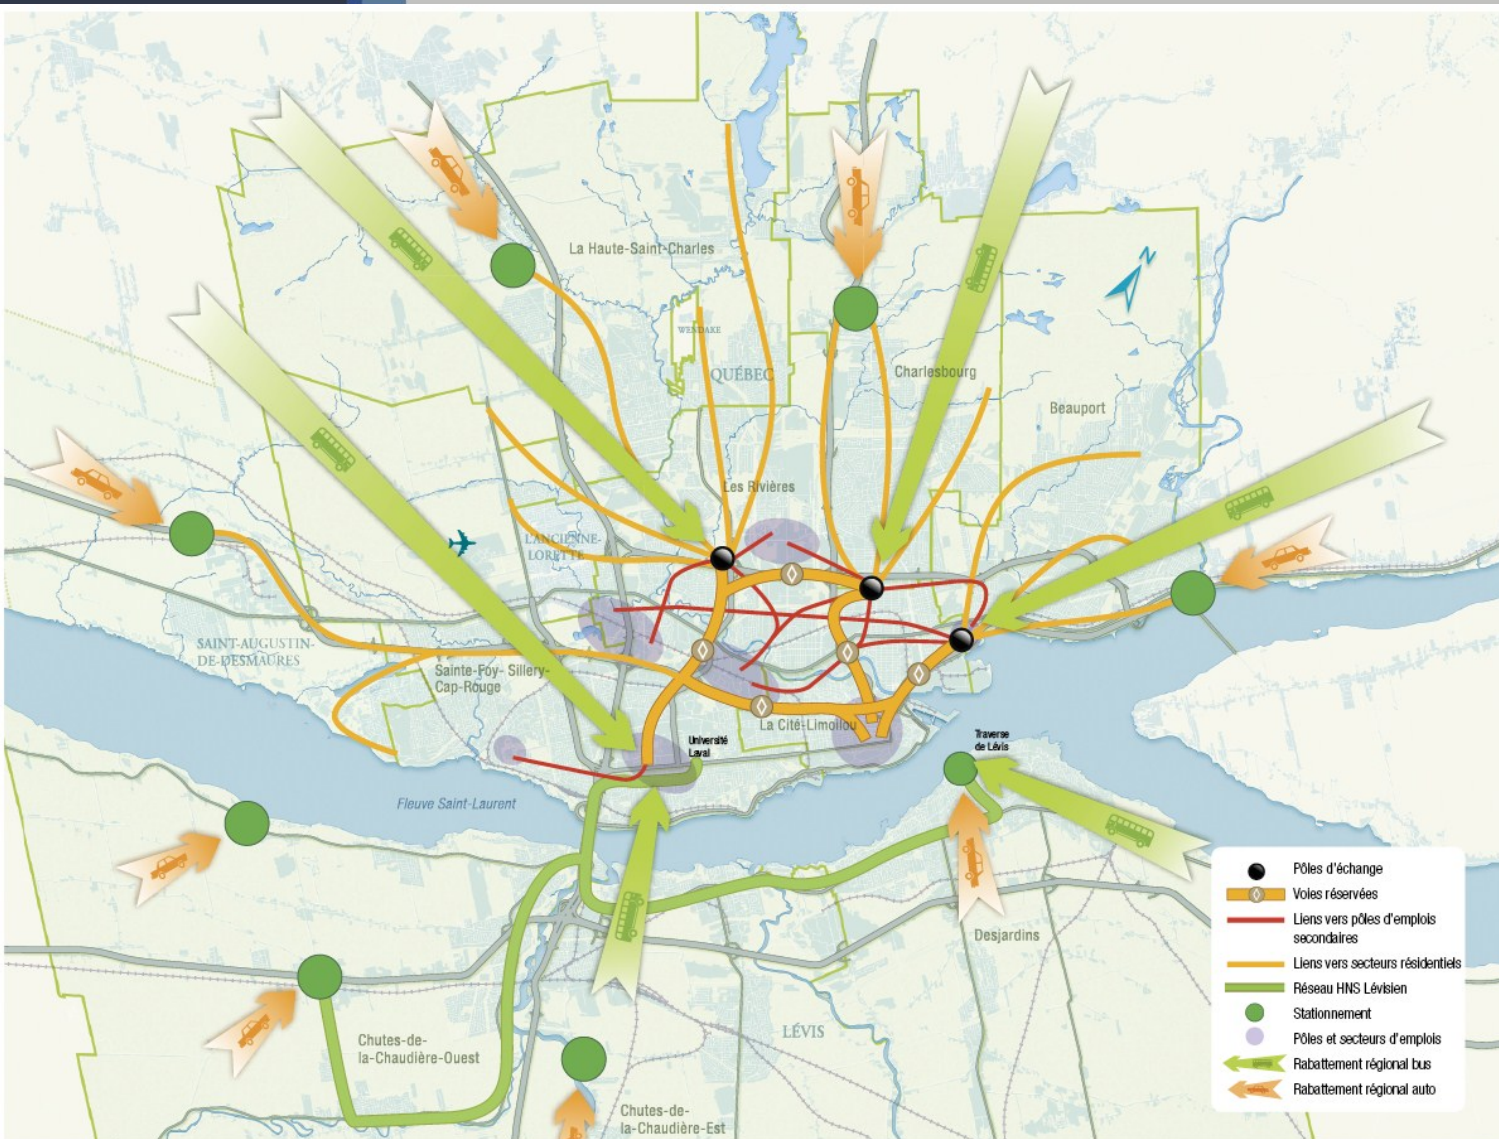 N
La Haute-Saint-Charles
WENDAKE
QUÉBEC
Charlesbourg
Beauport
Les Rivières
L'ANCIENNE-
LORETTE
SAINT-AUGUSTIN-
DE-DESMAURES
Sainte-Foy- Sillery-
Cap-Rouge
La Cité-Limoilou
Université
Laval
Traverse
de Lévis
Fleuve Saint-Laurent
Desjardins
LÉVIS
Chutes-de-
la-Chaudière-Ouest
Chutes-de-
la-Chaudière-Est
Pôles d'échange
Voies réservées
Liens vers pôles d'emplois
secondaires
Liens vers secteurs résidentiels
Réseau HNS Lévisien
Stationnement
Pôles et secteurs d'emplois
Rabattement régional bus
Rabattement régional auto